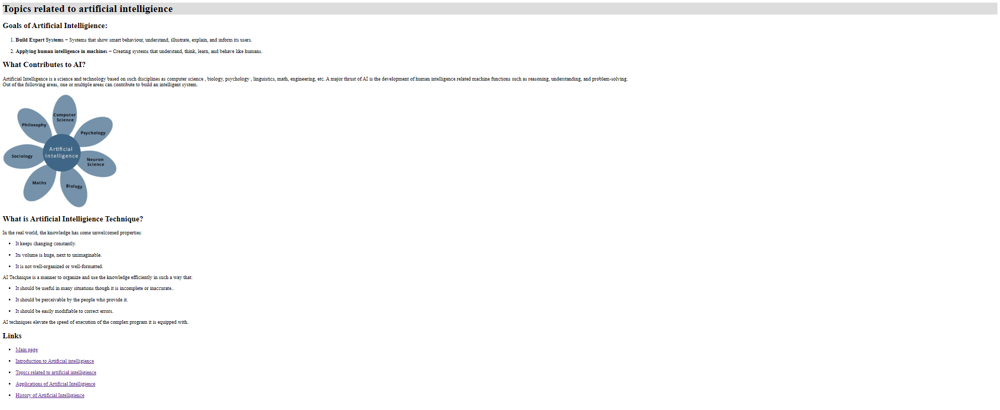 Topics related to artificial intelligience
Goals of Artificial Intelligience:
1. Build Expert Systems − Systems that show smart behaviour, understand, illustrate, explain, and inform its users.
2. Applying human intelligence in machines − Creating systems that understand, think, learn, and behave like humans.
What Contributes to AI?
Artificial Intelligence is a science and technology based on such disciplines as computer science , biology, psychology , linguistics, math, engineering, etc. A major thrust of AI is the development of human intelligence related machine functions such as reasoning, understanding, and problem-solving.
Out of the following areas, one or multiple areas can contribute to build an intelligent system.
Computer
Science
Philosophy
Psychology
Artificial
Intelligence
Sociology
Neuron
Science
Maths
Biology
What is Artificial Intelligience Technique?
In the real world, the knowledge has some unwelcomed properties:
• It keeps changing constantly.
• Its volume is huge, next to unimaginable.
• It is not well-organized or well-formatted.
AI Technique is a manner to organize and use the knowledge efficiently in such a way that:
• It should be useful in many situations though it is incomplete or inaccurate..
• It should be perceivable by the people who provide it.
• It should be easily modifiable to correct errors.
AI techniques elevate the speed of execution of the complex program it is equipped with.
Links
• Main page
• Introduction to Artificial intelligience
• Topics related to artificial intelligience
• Applications of Artificial Intelligience
• History of Artificial Intelligience